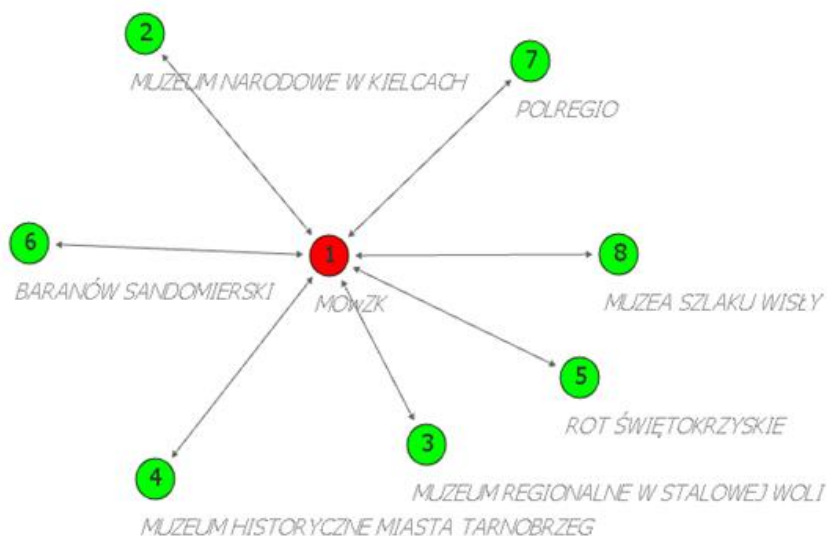 2
MUZEUM NARODOWE W KIELCACH
7
POLREGIO
6
BARANÓW SANDOMIERSKI
1
MOwZK
8
MUZEA SZLAKU WISŁY
5
ROT ŚWIĘTOKRZYSKIE
3
MUZEUM REGIONALNE W STALOWEJ WOLI
4
MUZEUM HISTORYCZNE MIASTA TARNOBRZEG